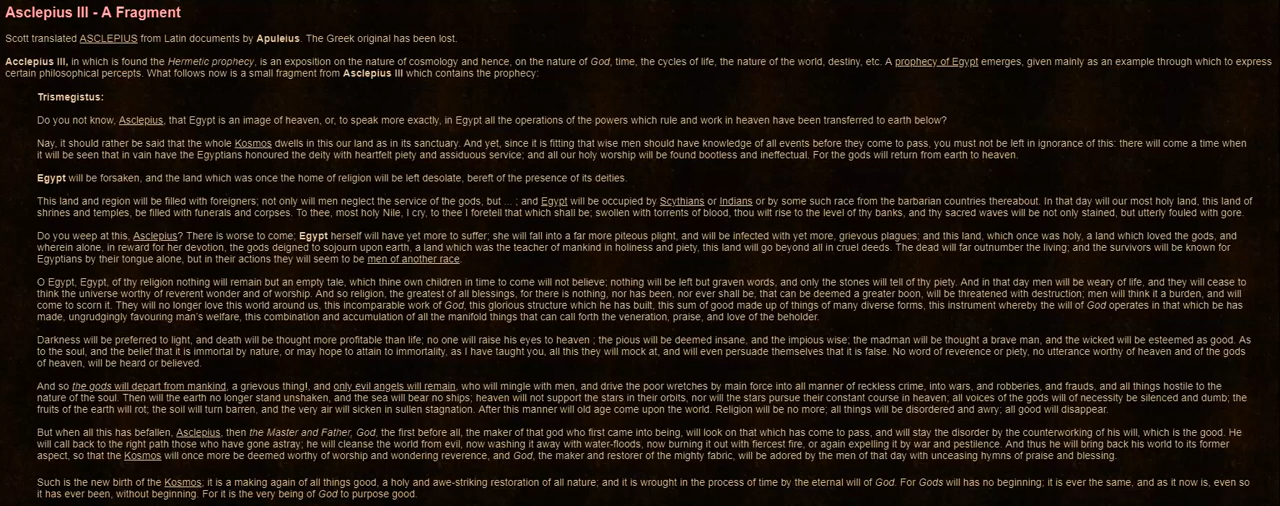 Asclepius III - A Fragment
Scott translated ASCLEPIUS from Latin documents by Apuleius. The Greek original has been lost.
Acclepius III, in which is found the Hermetic prophecy, is an exposition on the nature of cosmology and hence, on the nature of God, time, the cycles of life, the nature of the world, destiny, etc. A prophecy of Egypt emerges, given mainly as an example through which to express
certain philosophical percepts. What follows now is a small fragment from Asclepius III which contains the prophecy:
Trismegistus:
Do you not know, Asclepius, that Egypt is an image of heaven, or, to speak more exactly, in Egypt all the operations of the powers which rule and work in heaven have been transferred to earth below?
Nay, it should rather be said that the whole Kosmos dwells in this our land as in its sanctuary. And yet, since it is fitting that wise men should have knowledge of all events before they come to pass, you must not be left in ignorance of this: there will come a time when
it will be seen that in vain have the Egyptians honoured the deity with heartfelt piety and assiduous service; and all our holy worship will be found bootless and ineffectual. For the gods will return from earth to heaven.
Egypt will be forsaken, and the land which was once the home of religion will be left desolate, bereft of the presence of its deities.
This land and region will be filled with foreigners; not only will men neglect the service of the gods, but ... ; and Egypt will be occupied by Scythians or Indians or by some such race from the barbarian countries thereabout. In that day will our most holy land, this land of
shrines and temples, be filled with funerals and corpses. To thee, most holy Nile, I cry, to thee I foretell that which shall be; swollen with torrents of blood, thou wilt rise to the level of thy banks, and thy sacred waves will be not only stained, but utterly fouled with gore.
Do you weep at this, Asclepius? There is worse to come; Egypt herself will have yet more to suffer; she will fall into a far more piteous plight, and will be infected with yet more, grievous plagues; and this land, which once was holy, a land which loved the gods, and
wherein alone, in reward for her devotion, the gods deigned to sojourn upon earth, a land which was the teacher of mankind in holiness and piety, this land will go beyond all in cruel deeds. The dead will far outnumber the living; and the survivors will be known for
Egyptians by their tongue alone, but in their actions they will seem to be men of another race.
O Egypt, Egypt, of thy religion nothing will remain but an empty tale, which thine own children in time to come will not believe; nothing will be left but graven words, and only the stones will tell of thy piety. And in that day men will be weary of life, and they will cease to
think the universe worthy of reverent wonder and of worship. And so religion, the greatest of all blessings, for there is nothing, nor has been, nor ever shall be, that can be deemed a greater boon, will be threatened with destruction; men will think it a burden, and will
come to scorn it. They will no longer love this world around us, this incomparable work of God, this glorious structure which he has built, this sum of good made up of things of many diverse forms, this instrument whereby the will of God operates in that which be has
made, ungrudgingly favouring man's welfare, this combination and accumulation of all the manifold things that can call forth the veneration, praise, and love of the beholder.
Darkness will be preferred to light, and death will be thought more profitable than life; no one will raise his eyes to heaven ; the pious will be deemed insane, and the impious wise; the madman will be thought a brave man, and the wicked will be esteemed as good. As
to the soul, and the belief that it is immortal by nature, or may hope to attain to immortality, as I have taught you, all this they will mock at, and will even persuade themselves that it is false. No word of reverence or piety, no utterance worthy of heaven and of the gods
of heaven, will be heard or believed.
And so the gods will depart from mankind, a grievous thing!, and only evil angels will remain, who will mingle with men, and drive the poor wretches by main force into all manner of reckless crime, into wars, and robberies, and frauds, and all things hostile to the
nature of the soul. Then will the earth no longer stand unshaken, and the sea will bear no ships; heaven will not support the stars in their orbits, nor will the stars pursue their constant course in heaven; all voices of the gods will of necessity be silenced and dumb; the
fruits of the earth will rot; the soil will turn barren, and the very air will sicken in sullen stagnation. After this manner will old age come upon the world. Religion will be no more; all things will be disordered and awry; all good will disappear.
But when all this has befallen, Asclepius, then the Master and Father, God, the first before all, the maker of that god who first came into being, will look on that which has come to pass, and will stay the disorder by the counterworking of his will, which is the good. He
will call back to the right path those who have gone astray; he will cleanse the world from evil, now washing it away with water-floods, now burning it out with fiercest fire, or again expelling it by war and pestilence. And thus he will bring back his world to its former
aspect, so that the Kosmos will once more be deemed worthy of worship and wondering reverence, and God, the maker and restorer of the mighty fabric, will be adored by the men of that day with unceasing hymns of praise and blessing.
Such is the new birth of the Kosmos; it is a making again of all things good, a holy and awe-striking restoration of all nature; and it is wrought in the process of time by the eternal will of God. For Gods will has no beginning; it is ever the same, and as it now is, even so
it has ever been, without beginning. For it is the very being of God to purpose good.